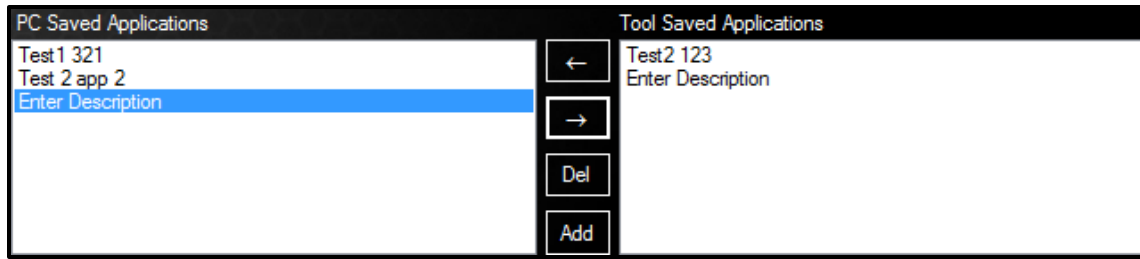 PC Saved Applications
Test1 321
Test 2 app 2
Enter Description
←
→
Del
Add
Tool Saved Applications
Test2 123
Enter Description